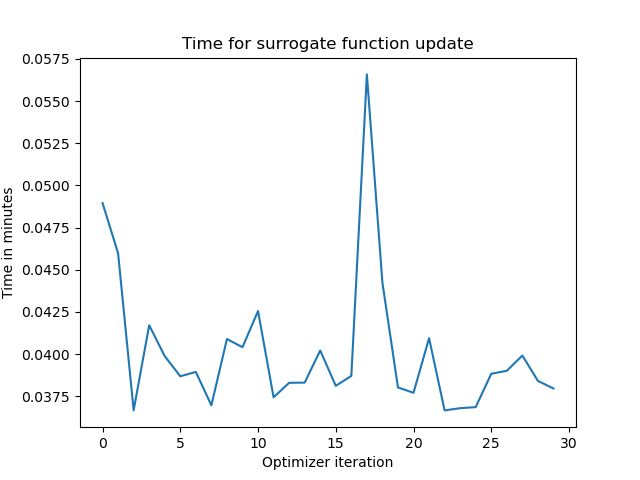 Time for surrogate function update
0.0575
0.0550
0.0525
0.0500
0.0475
0.0450
0.0425
0.0400
0.0375
Time in minutes
0 5 10 15 20 25 30
Optimizer iteration